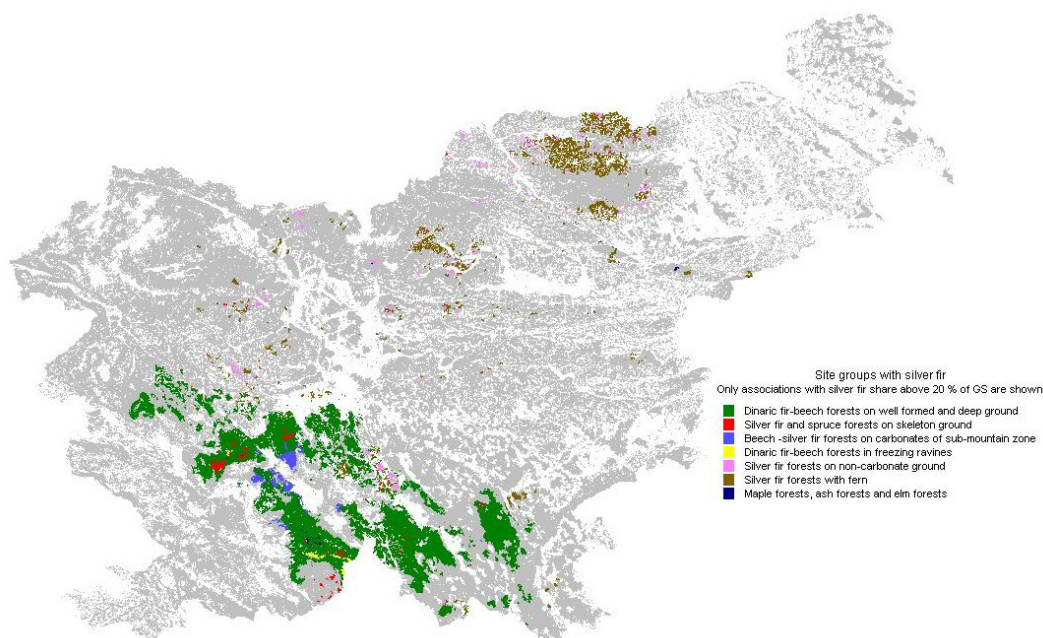 Site groups with silver fir
Only associations with silver fir share above 20 % of GS are shown
Dinaric fir-beech forests on well formed and deep ground
Silver fir and spruce forests on skeleton ground
Beech -silver fir forests on carbonates of sub-mountain zone
Dinaric fir-beech forests in freezing ravines
Silver fir forests on non-carbonate ground
Silver fir forests with fern
Maple forests, ash forests and elm forests